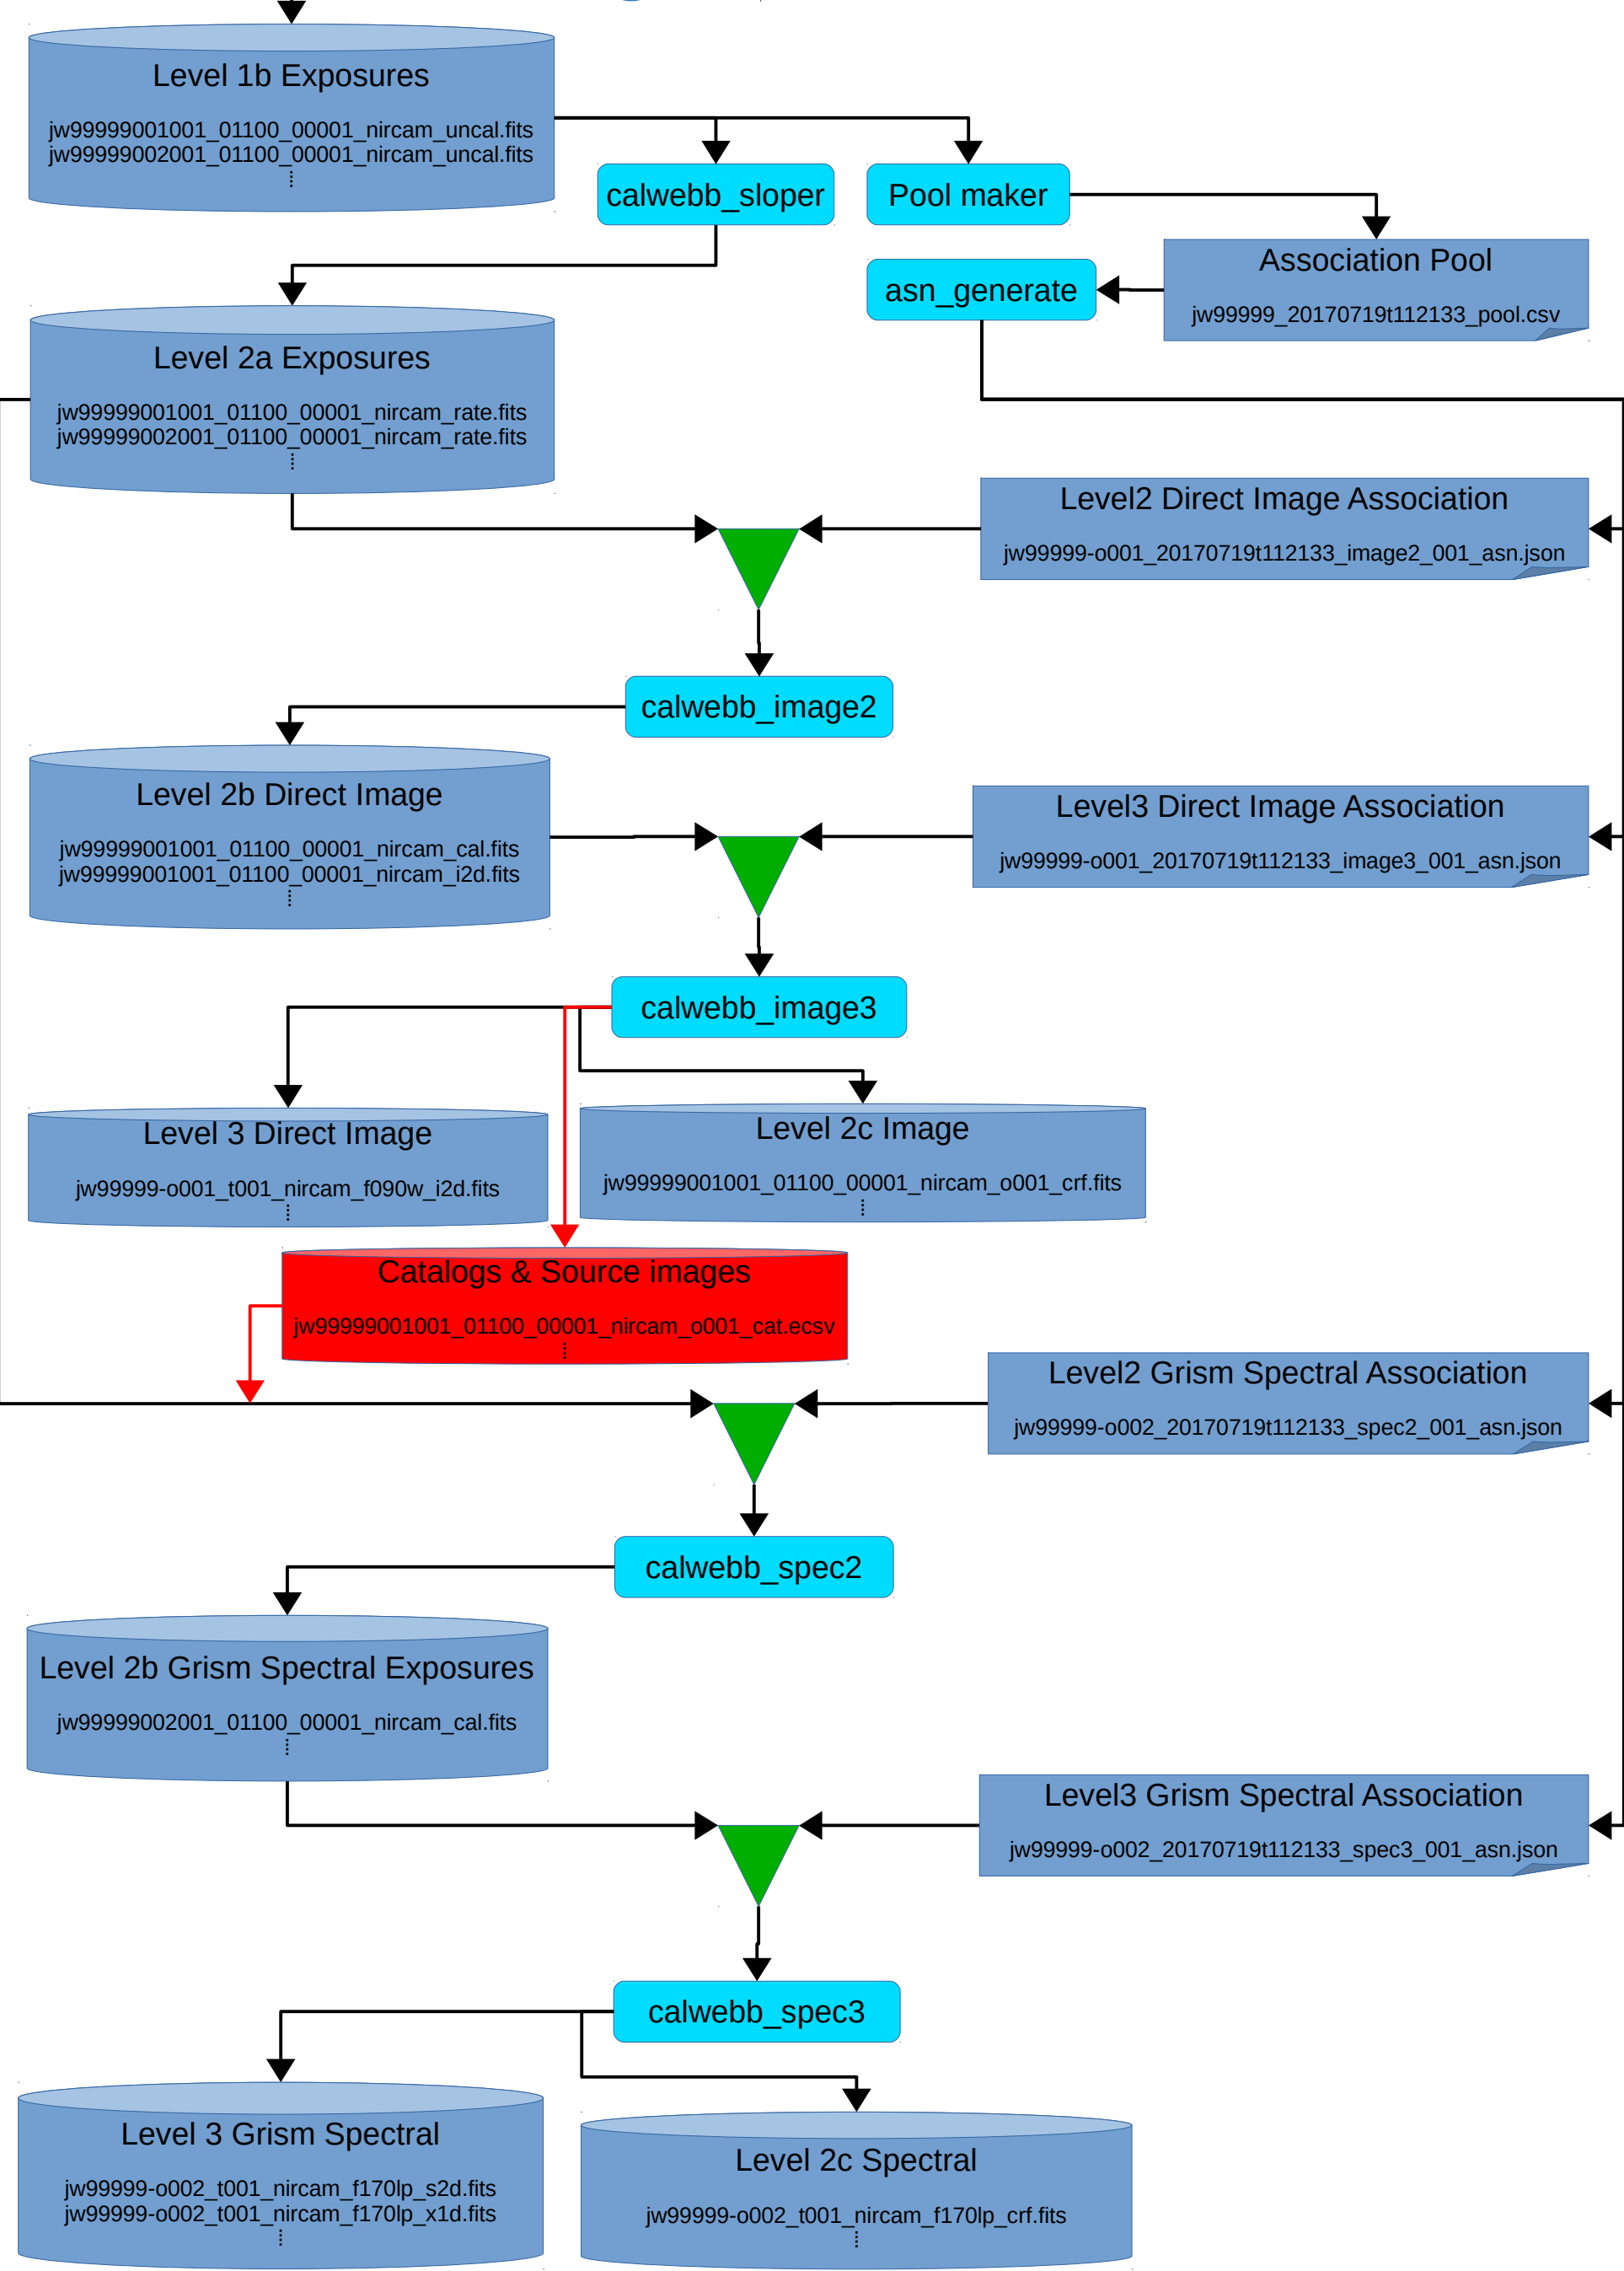 Level 1b Exposures
jw99999001001_01100_00001_nircam_uncal.fits
jw99999002001_01100_00001_nircam_uncal.fits
calwebb_sloper
Pool maker
Association Pool
jw99999_20170719t112133_pool.csv
asn_generate
Level 2a Exposures
jw99999001001_01100_00001_nircam_rate.fits
jw99999002001_01100_00001_nircam_rate.fits
Level2 Direct Image Association
jw99999-o001_20170719t112133_image2_001_asn.json
calwebb_image2
Level 2b Direct Image
jw99999001001_01100_00001_nircam_cal.fits
jw99999001001_01100_00001_nircam_i2d.fits
Level3 Direct Image Association
jw99999-o001_20170719t112133_image3_001_asn.json
calwebb_image3
Level 3 Direct Image
jw99999-o001_t001_nircam_f090w_i2d.fits
Level 2c Image
jw99999001001_01100_00001_nircam_o001_crf.fits
Catalogs & Source images
jw99999001001_01100_00001_nircam_o001_cat.ecsv
Level2 Grism Spectral Association
jw99999-o002_20170719t112133_spec2_001_asn.json
calwebb_spec2
Level 2b Grism Spectral Exposures
jw99999002001_01100_00001_nircam_cal.fits
Level3 Grism Spectral Association
jw99999-o002_20170719t112133_spec3_001_asn.json
calwebb_spec3
Level 3 Grism Spectral
jw99999-o002_t001_nircam_f170lp_s2d.fits
jw99999-o002_t001_nircam_f170lp_x1d.fits
Level 2c Spectral
jw99999-o002_t001_nircam_f170lp_crf.fits